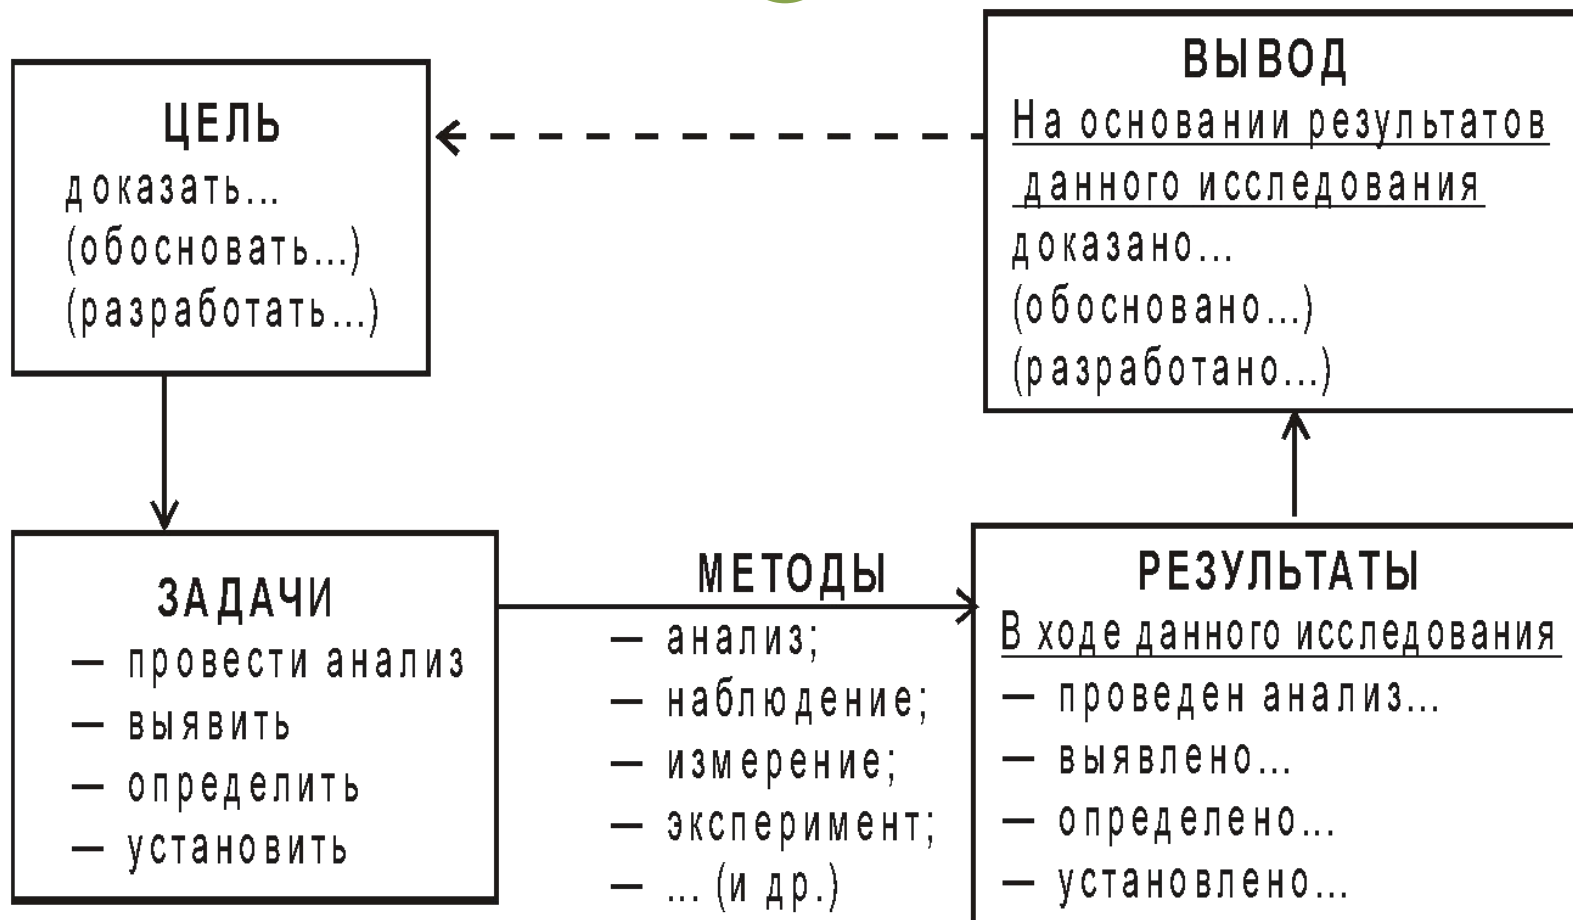 ЦЕЛЬ
доказать...
(обосновать...)
(разработать...)
ВЫВОД
На основании результатов
данного исследования
доказано...
(обосновано...)
(разработано...)
ЗАДАЧИ
— провести анализ
— выявить
— определить
— установить
МЕТОДЫ
— анализ;
— наблюдение;
— измерение;
— эксперимент;
— ... (и др.)
РЕЗУЛЬТАТЫ
В ходе данного исследования
— проведен анализ...
— выявлено...
— определено...
— установлено...